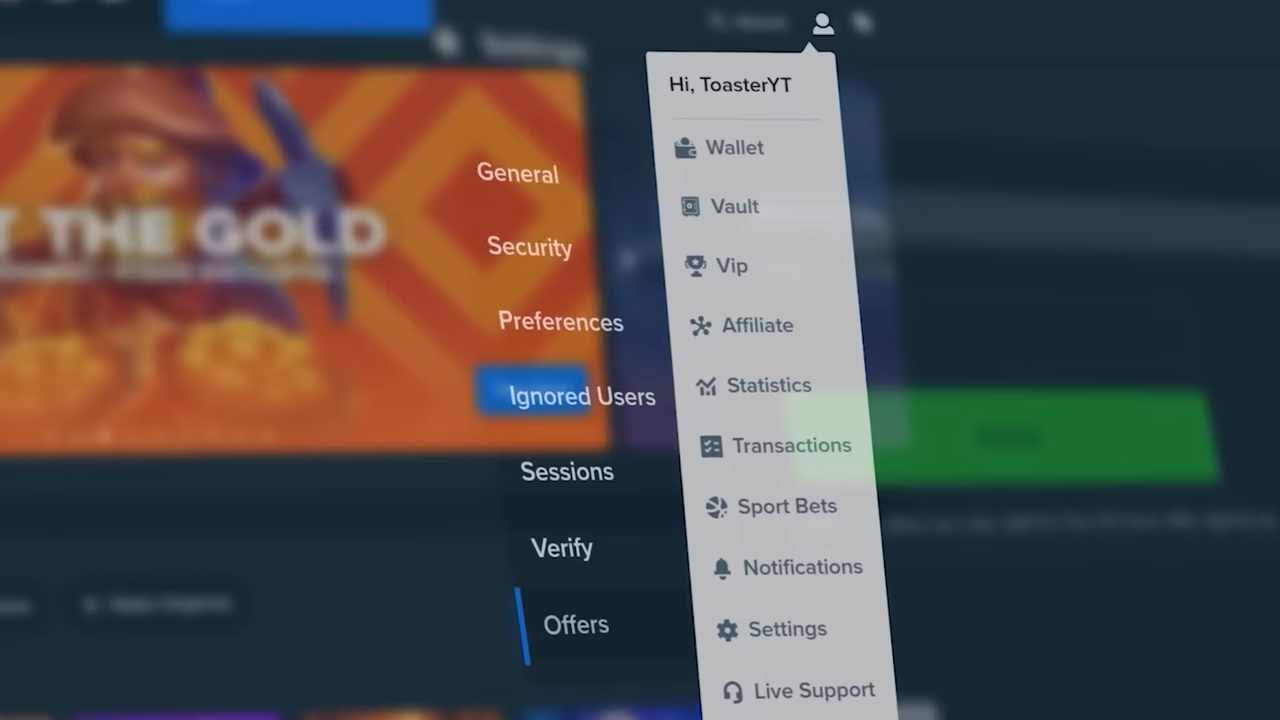 Settings
T THE GOLD
General
Security
Preferences
Ignored Users
Sessions
Verify
Offers
Hi, ToasterYT
Wallet
Vault
Vip
Affiliate
Statistics
Transactions
Sport Bets
Notifications
Settings
Live Support